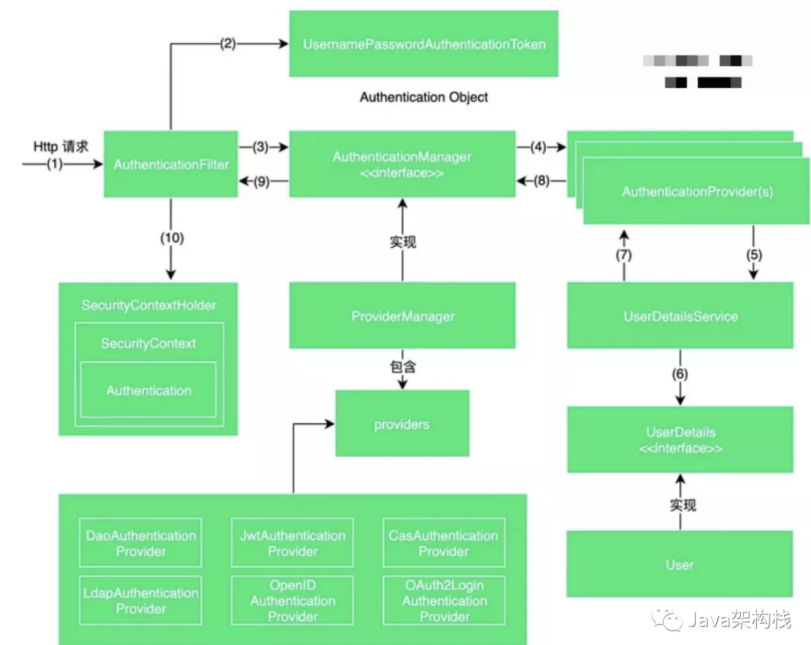 (2)
UsernamePasswordAuthenticationToken
Authentication Object
Http 请求
(1)
AuthenticationFilter
(3)
(9)
AuthenticationManager
<<interface>>
(4)
(8)
AuthenticationProvider(s)
(10)
实现
(7)
(5)
SecurityContextHolder
SecurityContext
Authentication
ProviderManager
UserDetailsService
包含
(6)
providers
UserDetails
<<interface>>
实现
DaoAuthentication
Provider
JwtAuthentication
Provider
CasAuthentication
Provider
LdapAuthentication
Provider
OpenID
Authentication
Provider
OAuth2Login
Authentication
Provider
User
Java架构栈